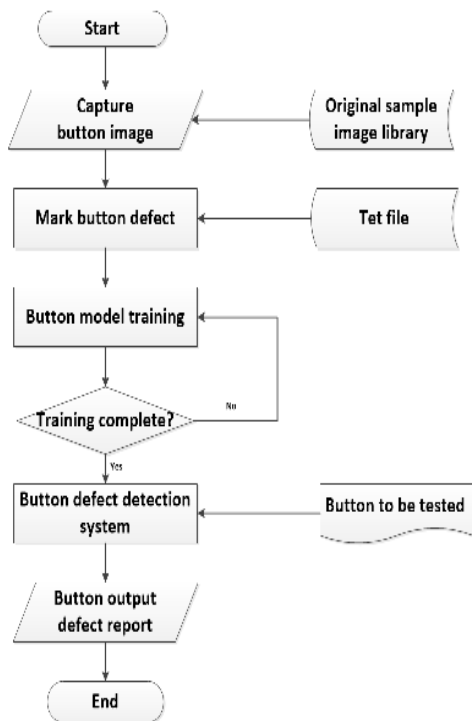 Start
Capture
button image
Original sample
image library
Mark button defect
Tet file
Button model training
No
Training complete?
Yes
Button defect detection
system
Button to be tested
Button output
defect report
End